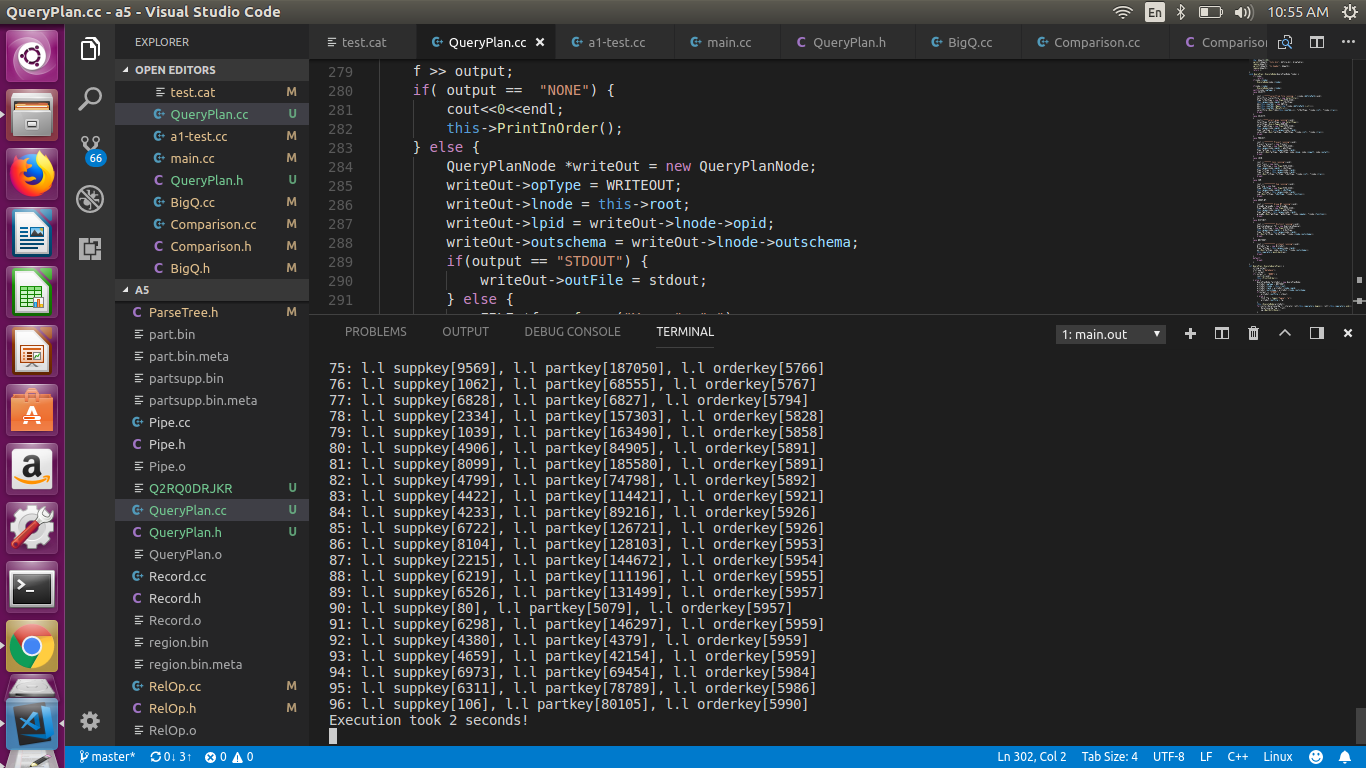 QueryPlan.cc - a5 - Visual Studio Code
En
10:55 AM
EXPLORER
OPEN EDITORS
test.cat M
QueryPlan.cc U
a1-test.cc M
main.cc M
QueryPlan.h U
BigQ.cc M
Comparison.cc M
Comparison.h M
BigQ.h M
A5
ParseTree.h M
part.bin
part.bin.meta
partsupp.bin
partsupp.bin.meta
Pipe.cc
Pipe.h
Pipe.o
Q2RQ0DRJKR U
QueryPlan.cc U
QueryPlan.h U
QueryPlan.o
Record.cc
Record.h
Record.o
region.bin
region.bin.meta
RelOp.cc M
RelOp.h M
RelOp.o
66
test.cat
QueryPlan.cc
a1-test.cc
main.cc
QueryPlan.h
BigQ.cc
Comparison.cc
Comparison
279 f >> output;
280 if( output == "NONE") {
281 cout<<0<<endl;
282 this->PrintInOrder();
283 } else {
284 QueryPlanNode *writeOut = new QueryPlanNode;
285 writeOut->opType = WRITEOUT;
286 writeOut->lnode = this->root;
287 writeOut->lpid = writeOut->lnode->opid;
288 writeOut->outschema = writeOut->lnode->outschema;
289 if(output == "STDOUT") {
290 writeOut->outFile = stdout;
291 } else {
PROBLEMS OUTPUT DEBUG CONSOLE TERMINAL
1: main.out
75: l.l suppkey[9569], l.l partkey[187050], l.l orderkey[5766]
76: l.l suppkey[1062], l.l partkey[68555], l.l orderkey[5767]
77: l.l suppkey[6828], l.l partkey[6827], l.l orderkey[5794]
78: l.l suppkey[2334], l.l partkey[157303], l.l orderkey[5828]
79: l.l suppkey[1039], l.l partkey[163490], l.l orderkey[5858]
80: l.l suppkey[4906], l.l partkey[84905], l.l orderkey[5891]
81: l.l suppkey[8099], l.l partkey[185580], l.l orderkey[5891]
82: l.l suppkey[4799], l.l partkey[74798], l.l orderkey[5892]
83: l.l suppkey[4422], l.l partkey[114421], l.l orderkey[5921]
84: l.l suppkey[4233], l.l partkey[89216], l.l orderkey[5926]
85: l.l suppkey[6722], l.l partkey[126721], l.l orderkey[5926]
86: l.l suppkey[8104], l.l partkey[128103], l.l orderkey[5953]
87: l.l suppkey[2215], l.l partkey[144672], l.l orderkey[5954]
88: l.l suppkey[6219], l.l partkey[111196], l.l orderkey[5955]
89: l.l suppkey[6526], l.l partkey[131499], l.l orderkey[5957]
90: l.l suppkey[80], l.l partkey[5079], l.l orderkey[5957]
91: l.l suppkey[6298], l.l partkey[146297], l.l orderkey[5959]
92: l.l suppkey[4380], l.l partkey[4379], l.l orderkey[5959]
93: l.l suppkey[4659], l.l partkey[42154], l.l orderkey[5959]
94: l.l suppkey[6973], l.l partkey[69454], l.l orderkey[5984]
95: l.l suppkey[6311], l.l partkey[78789], l.l orderkey[5986]
96: l.l suppkey[106], l.l partkey[80105], l.l orderkey[5990]
Execution took 2 seconds!
master* 0↓ 3↑ 0 0
Ln 302, Col 2 Tab Size: 4 UTF-8 LF C++ Linux